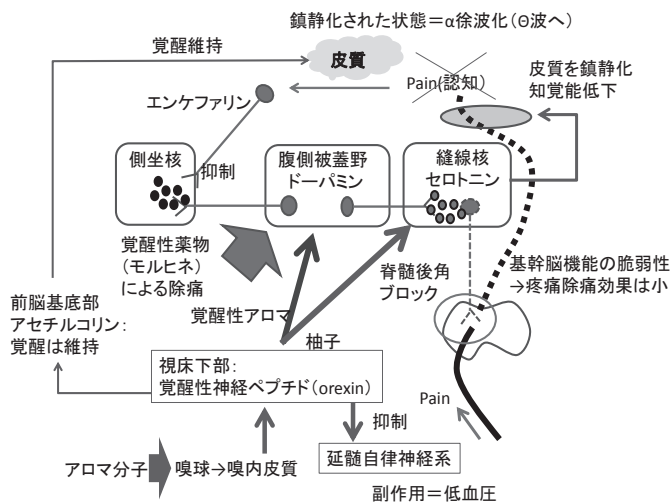 鎮静化された状態＝α徐波化（Θ波へ）
覚醒維持
皮質
Pain(認知)
皮質を鎮静化
知覚能低下
エンケファリン
側坐核
抑制
腹側被蓋野
ドーパミン
縫線核
セロトニン
覚醒性薬物
（モルヒネ）
による除痛
脊髄後角
ブロック
基幹脳機能の脆弱性
→疼痛除痛効果は小
前脳基底部
アセチルコリン：
覚醒は維持
覚醒性アロマ
柚子
視床下部：
覚醒性神経ペプチド（orexin）
Pain
抑制
アロマ分子
嗅球→嗅内皮質
延髄自律神経系
副作用＝低血圧